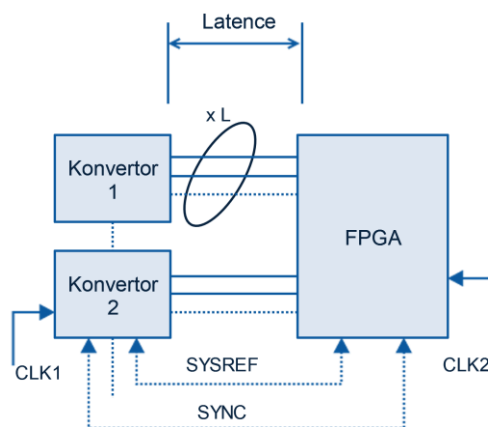 Latence
x L
Konvertor
1
FPGA
Konvertor
2
CLK1
SYSREF
CLK2
SYNC